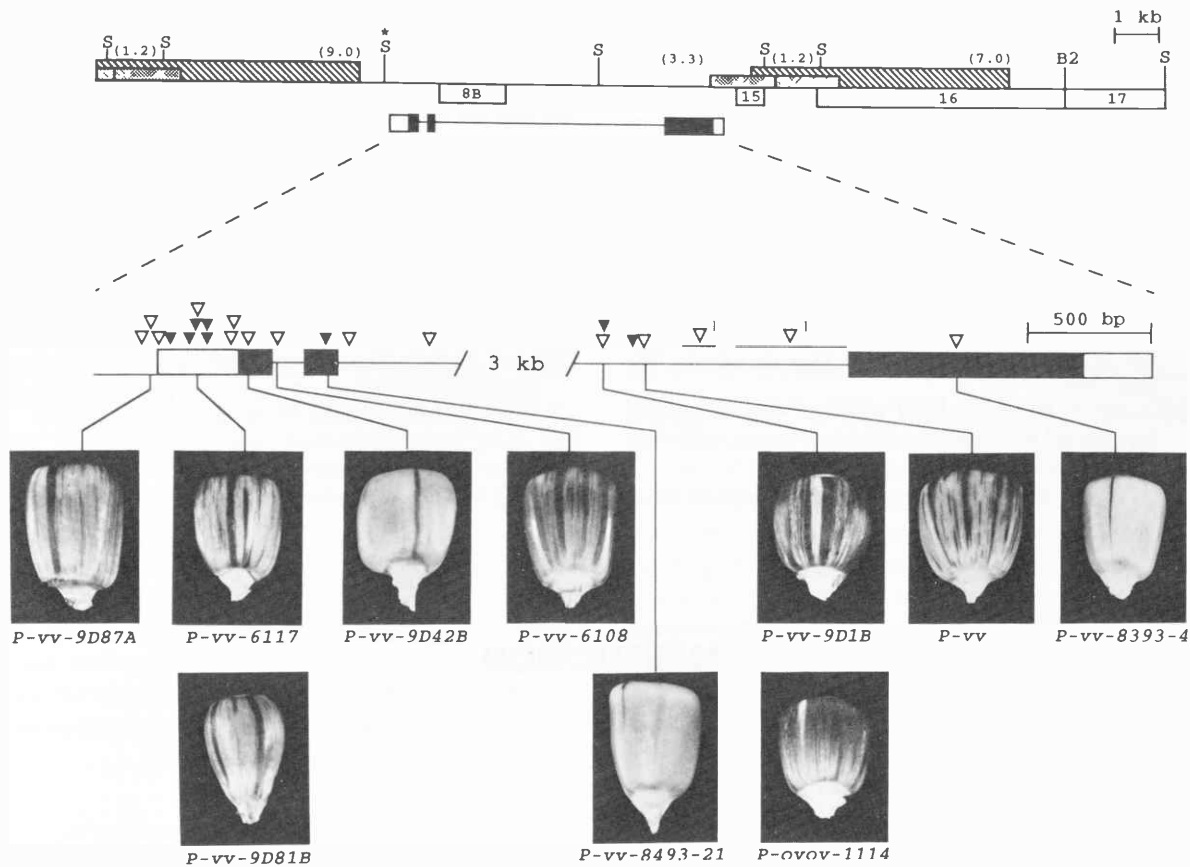 1 kb
*
S (1.2) S (9.0) S S (3.3) S (1.2) S (7.0) B2 S
8B 15 16 17
500 bp
3 kb
P-vv-9D87A P-vv-6117 P-vv-9D42B P-vv-6108 P-vv-9D1B P-vv P-vv-8393-4
P-vv-9D81B P-vv-8493-21 P-ovov-1114